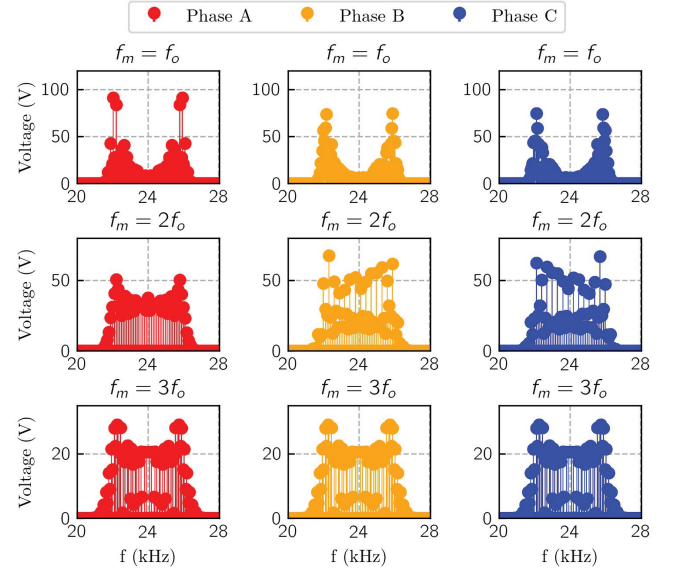 Phase A Phase B Phase C
f_m = f_o f_m = f_o f_m = f_o
Voltage (V)
100 100 100
50 50 50
0 0 0
20 24 28 20 24 28 20 24 28
f_m = 2f_o f_m = 2f_o f_m = 2f_o
Voltage (V)
50 50 50
0 0 0
20 24 28 20 24 28 20 24 28
f_m = 3f_o f_m = 3f_o f_m = 3f_o
Voltage (V)
20 20 20
0 0 0
20 24 28 20 24 28 20 24 28
f (kHz) f (kHz) f (kHz)